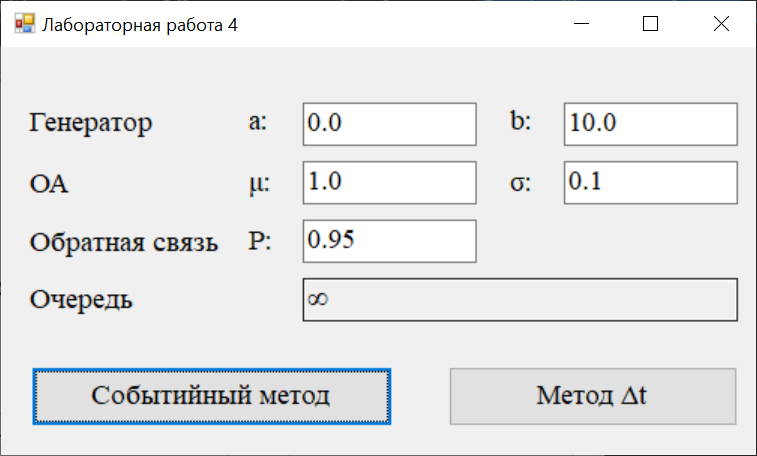 Лабораторная работа 4
Генератор a: 0.0 b: 10.0
ОА μ: 1.0 σ: 0.1
Обратная связь P: 0.95
Очередь ∞
Событийный метод Метод Δt